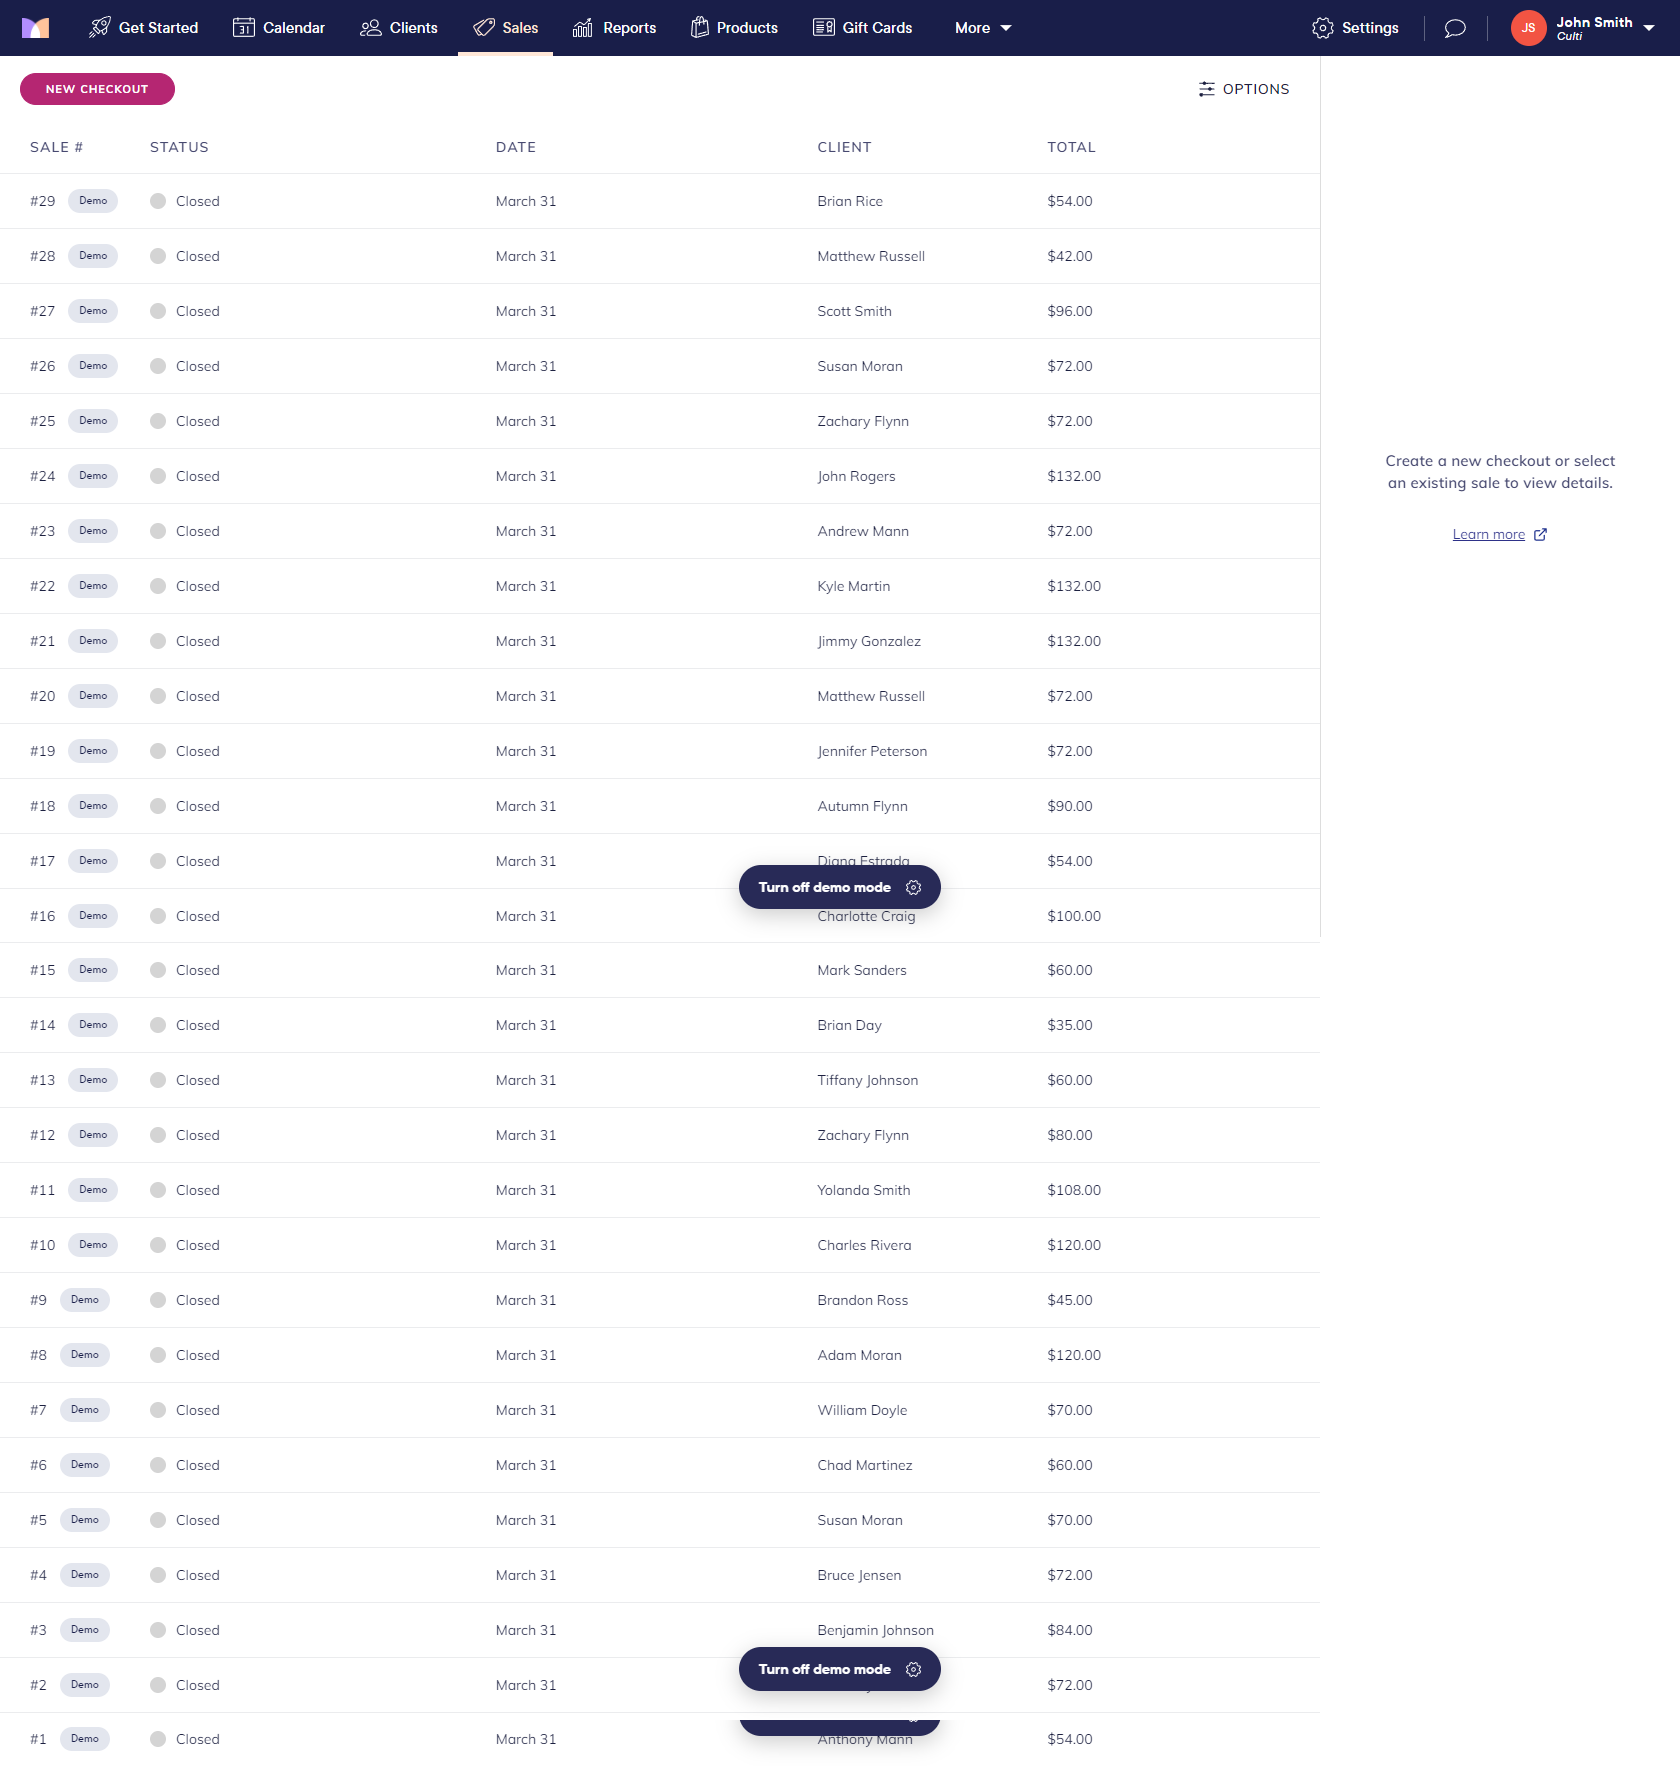 Get Started Calendar Clients Sales Reports Products Gift Cards More Settings JS John Smith
Culti
NEW CHECKOUT OPTIONS
SALE # STATUS DATE CLIENT TOTAL
#29 Demo Closed March 31 Brian Rice $54.00
#28 Demo Closed March 31 Matthew Russell $42.00
#27 Demo Closed March 31 Scott Smith $96.00
#26 Demo Closed March 31 Susan Moran $72.00
#25 Demo Closed March 31 Zachary Flynn $72.00
#24 Demo Closed March 31 John Rogers $132.00
#23 Demo Closed March 31 Andrew Mann $72.00
#22 Demo Closed March 31 Kyle Martin $132.00
#21 Demo Closed March 31 Jimmy Gonzalez $132.00
#20 Demo Closed March 31 Matthew Russell $72.00
#19 Demo Closed March 31 Jennifer Peterson $72.00
#18 Demo Closed March 31 Autumn Flynn $90.00
#17 Demo Closed March 31 Diana Estrada $54.00
Turn off demo mode
#16 Demo Closed March 31 Charlotte Craig $100.00
#15 Demo Closed March 31 Mark Sanders $60.00
#14 Demo Closed March 31 Brian Day $35.00
#13 Demo Closed March 31 Tiffany Johnson $60.00
#12 Demo Closed March 31 Zachary Flynn $80.00
#11 Demo Closed March 31 Yolanda Smith $108.00
#10 Demo Closed March 31 Charles Rivera $120.00
#9 Demo Closed March 31 Brandon Ross $45.00
#8 Demo Closed March 31 Adam Moran $120.00
#7 Demo Closed March 31 William Doyle $70.00
#6 Demo Closed March 31 Chad Martinez $60.00
#5 Demo Closed March 31 Susan Moran $70.00
#4 Demo Closed March 31 Bruce Jensen $72.00
#3 Demo Closed March 31 Benjamin Johnson $84.00
Turn off demo mode
#2 Demo Closed March 31 $72.00
#1 Demo Closed March 31 Anthony Mann $54.00
Create a new checkout or select
an existing sale to view details.
Learn more